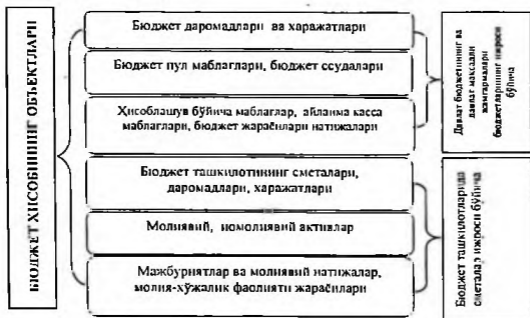 БЮДЖЕТ ҲИСОБИНИНГ ОБЪЕКТЛАРИ
Бюджет даромадлари ва харажатлари
Бюджет пул маблағлари, бюджет ссудалари
Ҳисоблашув бўйича маблағлар, айланма касса
маблағлари, бюджет жараёнлари натижалари
Бюджет ташкилотининг сметалари,
даромадлари, харажатлари
Молиявий, номолиявий активлар
Мажбуриятлар ва молиявий натижалар,
молия-хўжалик фаолияти жараёнлари
Давлат бюджетининг ва
давлат мақсадли
жамғармалари
бюджетларининг ижроси
бўйича
Бюджет ташкилотларида
сметалар ижроси бўйича